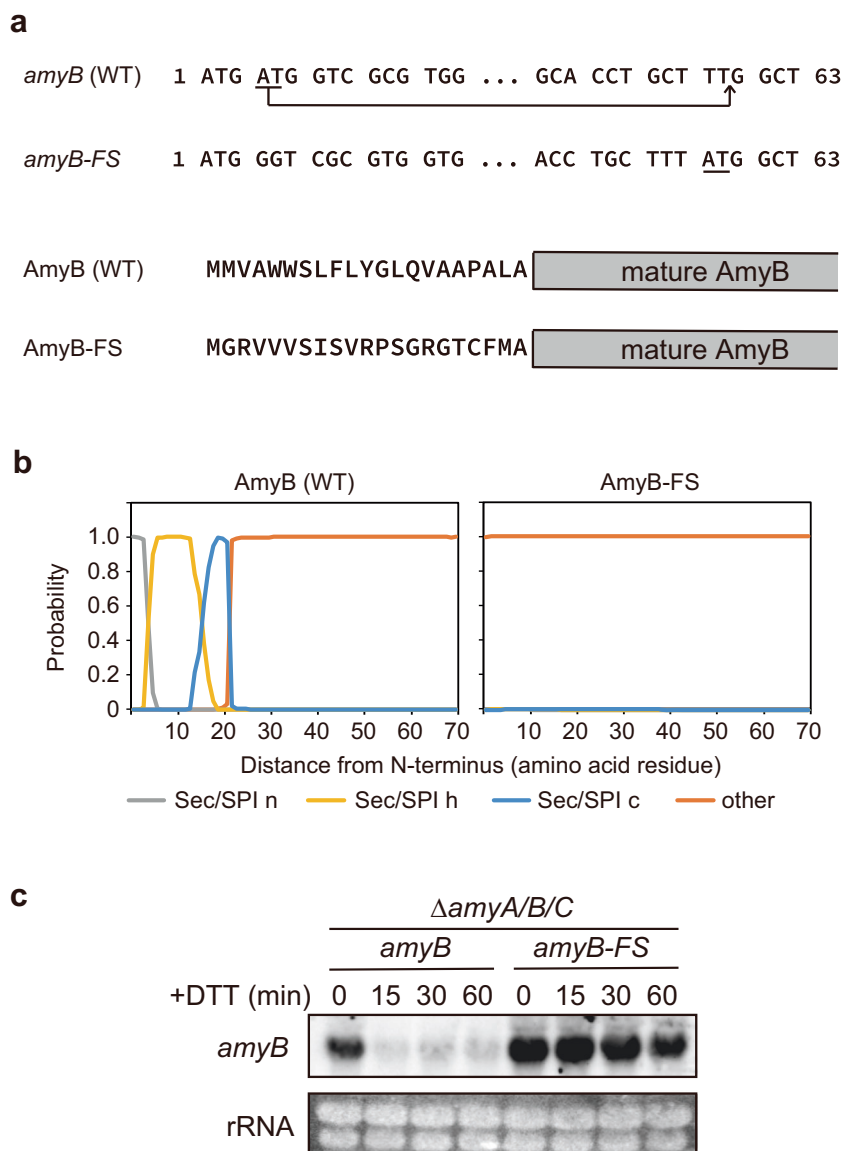 a
amyB (WT) 1 ATG ATG GTC GCG TGG ... GCA CCT GCT TTG GCT 63
amyB-FS 1 ATG GGT CGC GTG GTG ... ACC TGC TTT ATG GCT 63
AmyB (WT) MMVAWWSLFLYGLQVAAPALA mature AmyB
AmyB-FS MGRVVVSISVRPSGRGTCFMA mature AmyB
b
AmyB (WT) AmyB-FS
Probability
1.0
0.8
0.6
0.4
0.2
0
10 20 30 40 50 60 70 10 20 30 40 50 60 70
Distance from N-terminus (amino acid residue)
Sec/SPI n Sec/SPI h Sec/SPI c other
c
ΔamyA/B/C
amyB amyB-FS
+DTT (min) 0 15 30 60 0 15 30 60
amyB
rRNA